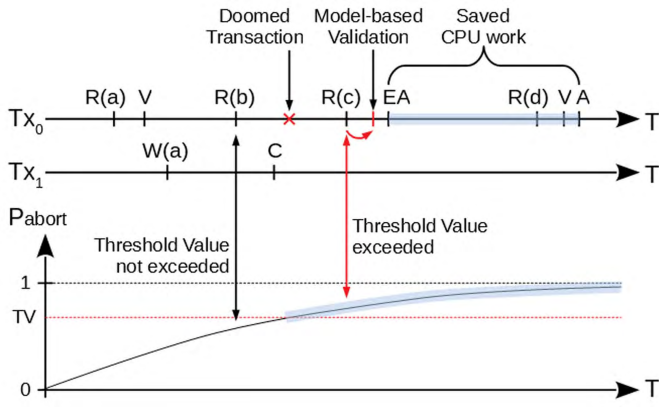 Doomed Transaction
Model-based Validation
Saved CPU work
R(a) V R(b) R(c) EA R(d) V A
Tx0 T
W(a) C
Tx1 T
Pabort
Threshold Value not exceeded
Threshold Value exceeded
1
TV
0 T